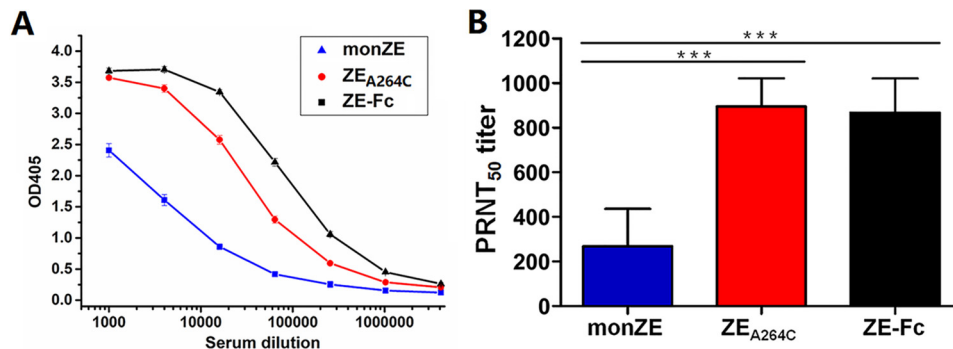 A
4.0
3.5
3.0
2.5
2.0
1.5
1.0
0.5
0.0
OD405
1000 10000 100000 1000000
Serum dilution
monZE
ZEA264C
ZE-Fc
B
1200
1000
800
600
400
200
0
PRNT50 titer
***
***
monZE ZEA264C ZE-Fc